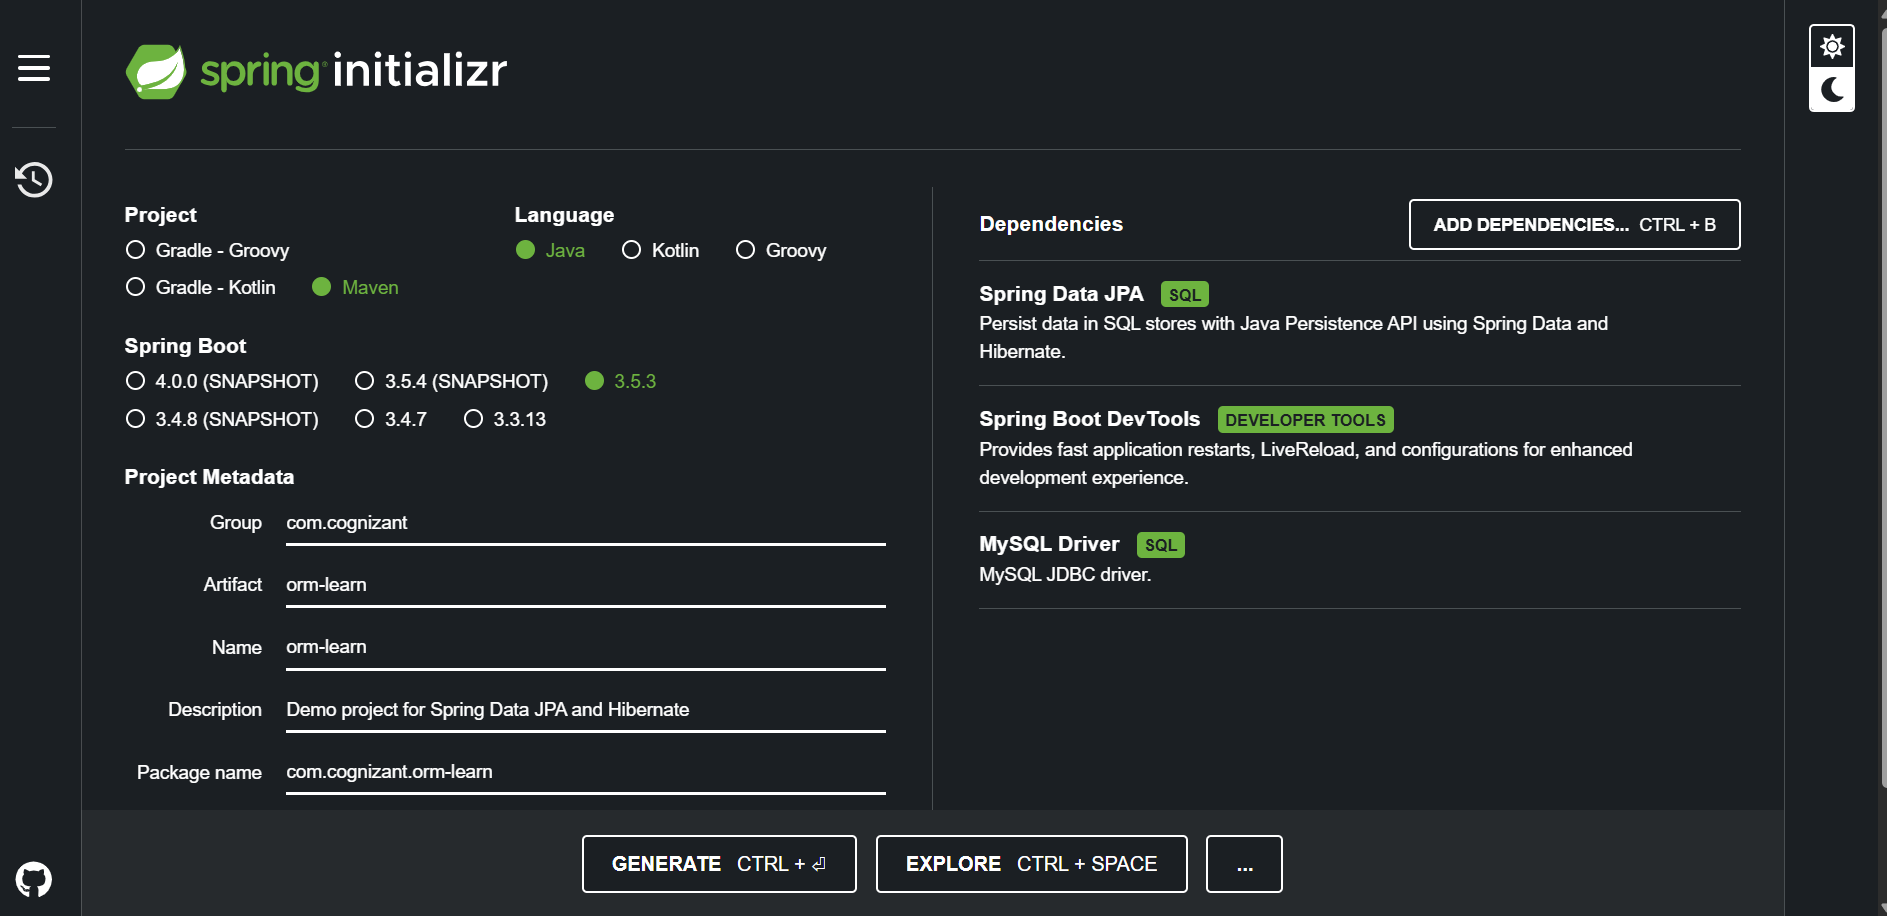 spring initializr
Project
Gradle - Groovy
Gradle - Kotlin Maven
Language
Java Kotlin Groovy
Spring Boot
4.0.0 (SNAPSHOT) 3.5.4 (SNAPSHOT) 3.5.3
3.4.8 (SNAPSHOT) 3.4.7 3.3.13
Project Metadata
Group com.cognizant
Artifact orm-learn
Name orm-learn
Description Demo project for Spring Data JPA and Hibernate
Package name com.cognizant.orm-learn
Dependencies ADD DEPENDENCIES... CTRL + B
Spring Data JPA SQL
Persist data in SQL stores with Java Persistence API using Spring Data and
Hibernate.
Spring Boot DevTools DEVELOPER TOOLS
Provides fast application restarts, LiveReload, and configurations for enhanced
development experience.
MySQL Driver SQL
MySQL JDBC driver.
GENERATE CTRL + ⏎ EXPLORE CTRL + SPACE ...